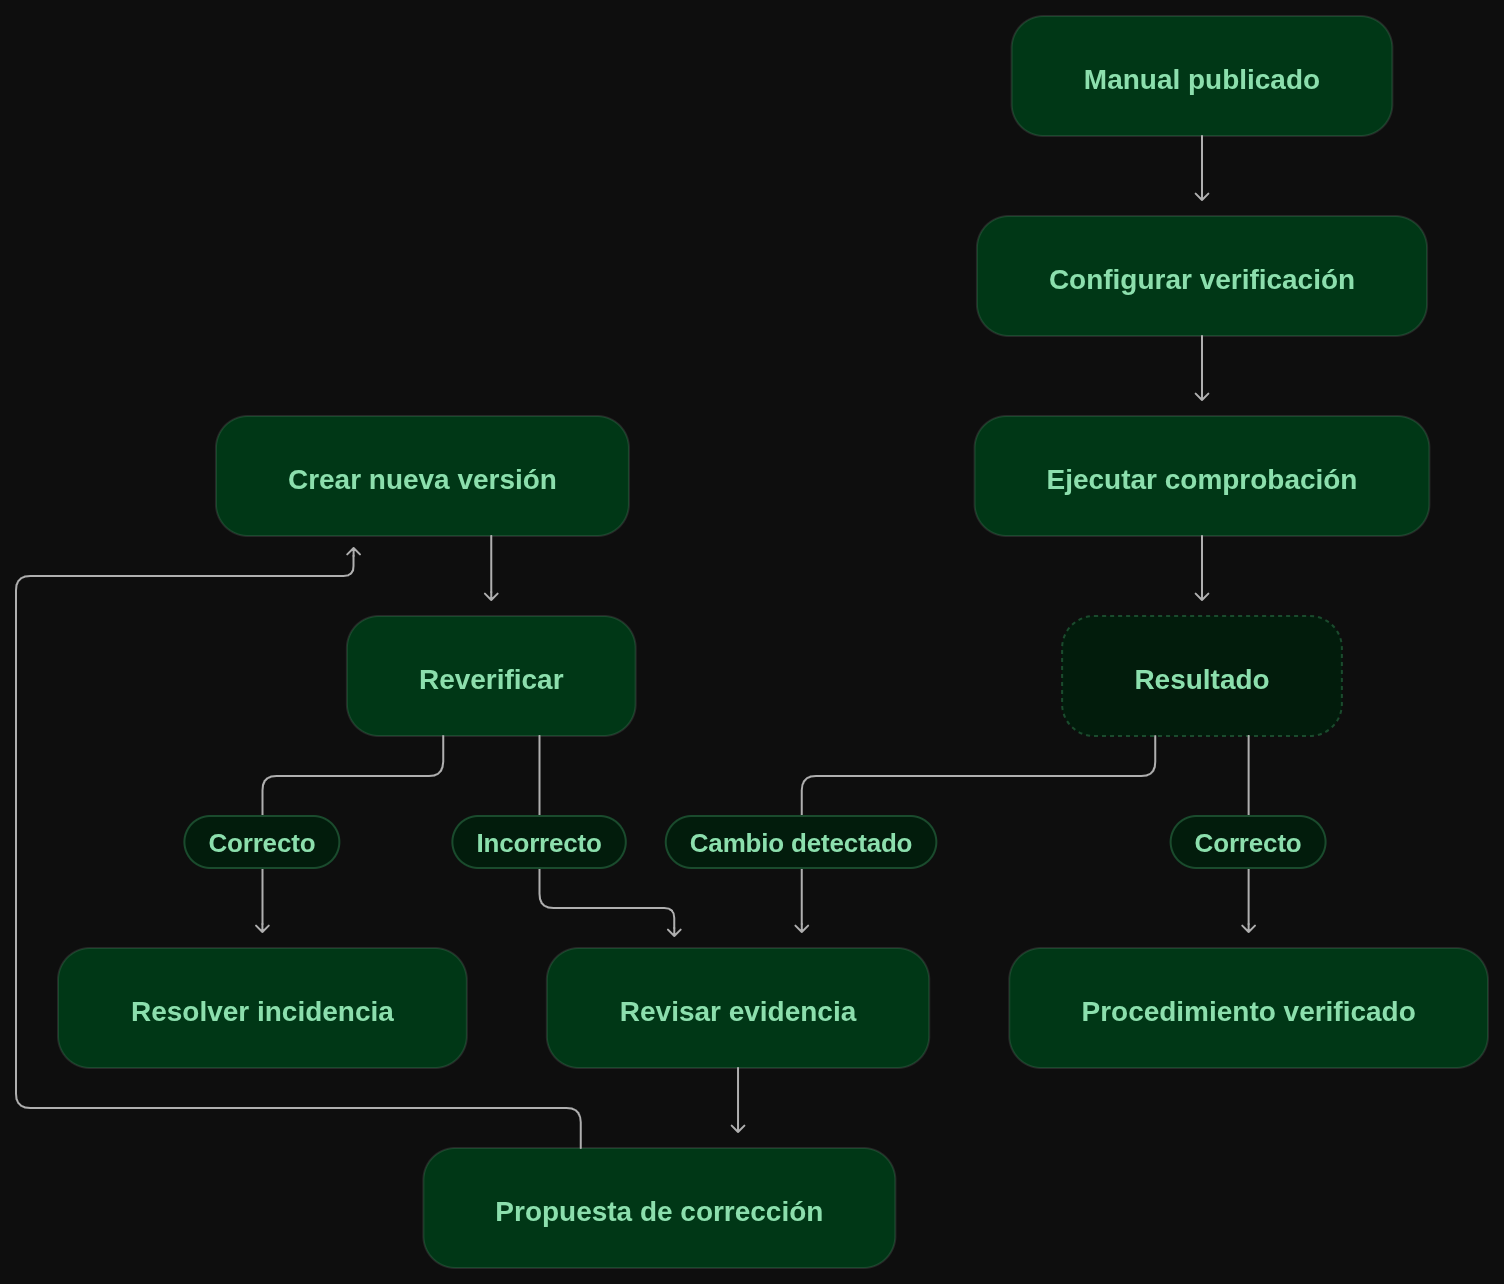 Manual publicado
Configurar verificación
Crear nueva versión
Ejecutar comprobación
Reverificar
Resultado
Correcto
Incorrecto
Cambio detectado
Correcto
Resolver incidencia
Revisar evidencia
Procedimiento verificado
Propuesta de corrección